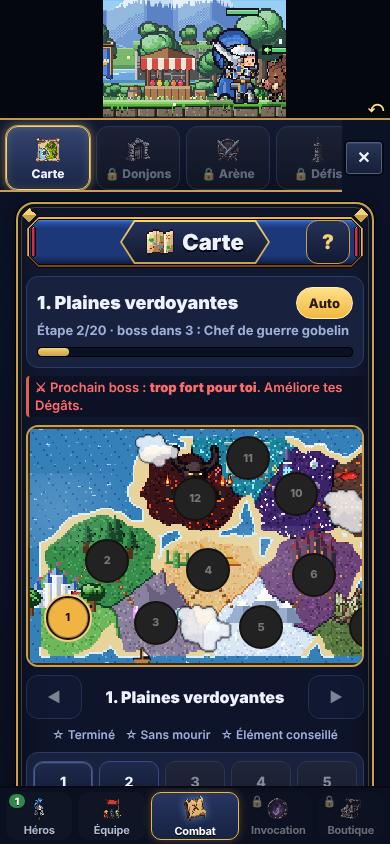 Carte
Donjons
Arène
Défis
×
Carte
?
1. Plaines verdoyantes
Auto
Étape 2/20 · boss dans 3 : Chef de guerre gobelin
Prochain boss : trop fort pour toi. Améliore tes
Dégâts.
11
12
10
2
4
6
1
3
5
1. Plaines verdoyantes
☆ Terminé ☆ Sans mourir ☆ Élément conseillé
1 2 3 4 5
1
Héros
Équipe
Combat
Invocation
Boutique